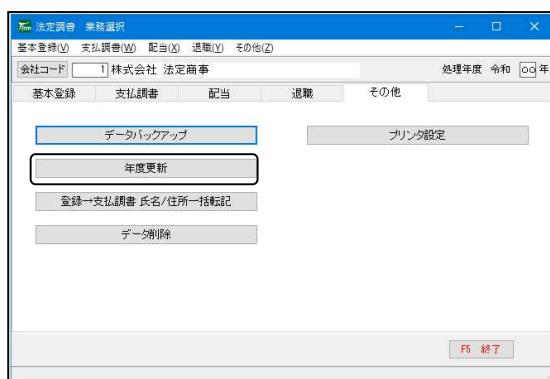 法定調書 業務選択
基本登録(V) 支払調書(W) 配当(X) 退職(Y) その他(Z)
会社コード 1 株式会社 法定商事 処理年度 令和 ○○ 年
基本登録 支払調書 配当 退職 その他
データバックアップ プリンタ設定
年度更新
登録→支払調書 氏名/住所一括転記
データ削除
F5 終了